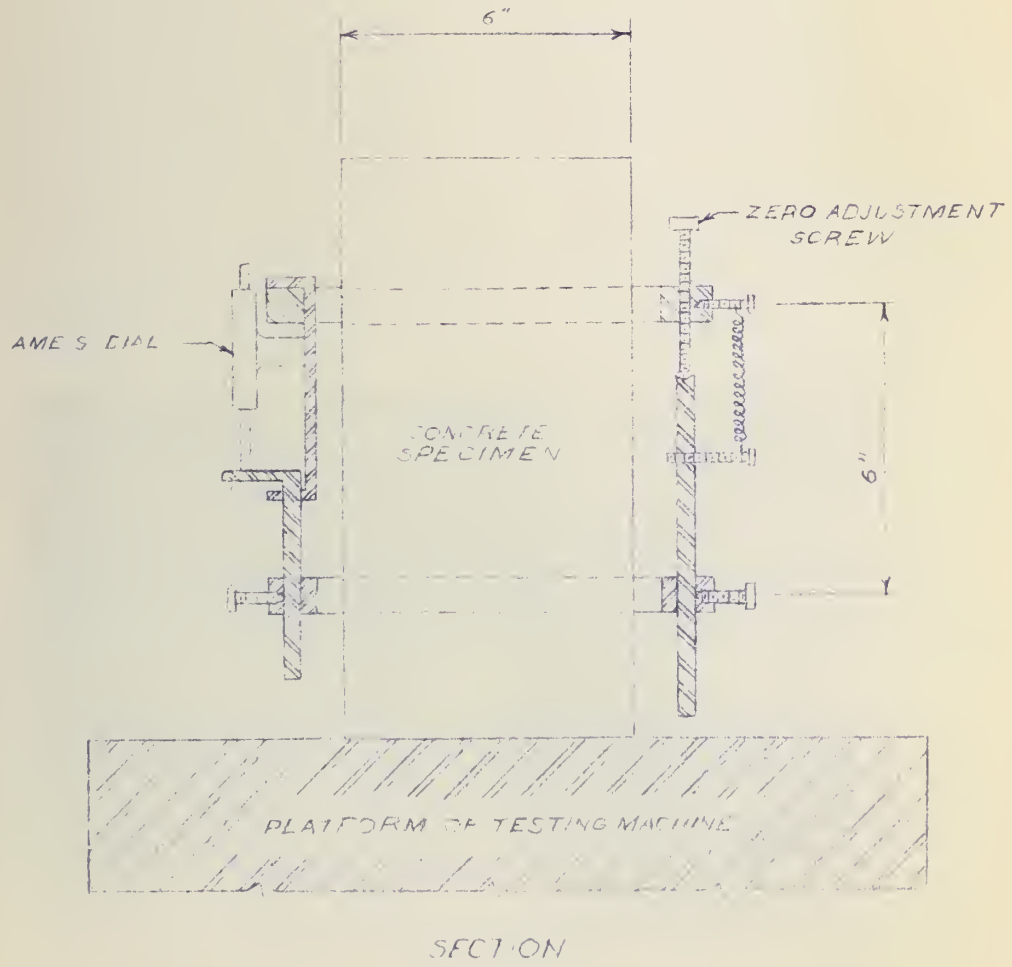 6"
ZERO ADJUSTMENT
SCREW
AMES DIAL
CONCRETE
SPECIMEN
6"
PLATFORM OF TESTING MACHINE
SECTION